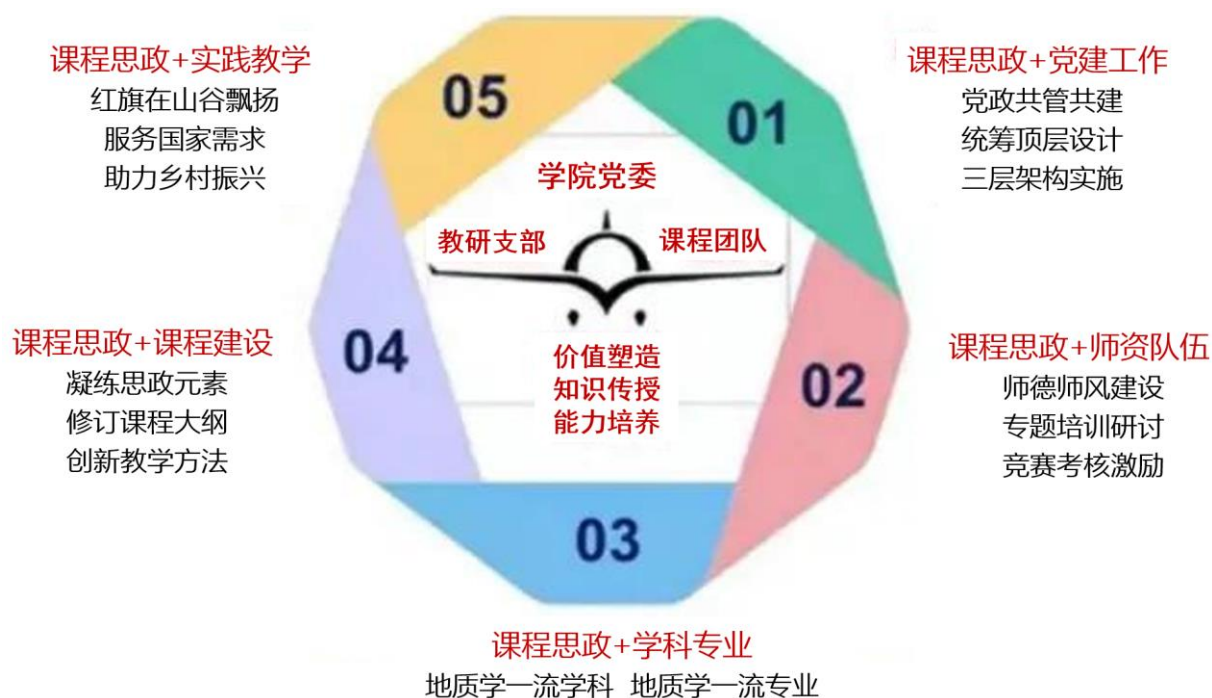 课程思政+实践教学
红旗在山谷飘扬
服务国家需求
助力乡村振兴
05
01
课程思政+党建工作
党政共管共建
统筹顶层设计
三层架构实施
学院党委
教研支部
课程团队
价值塑造
知识传授
能力培养
课程思政+课程建设
凝练思政元素
修订课程大纲
创新教学方法
04
02
课程思政+师资队伍
师德师风建设
专题培训研讨
竞赛考核激励
03
课程思政+学科专业
地质学一流学科 地质学一流专业